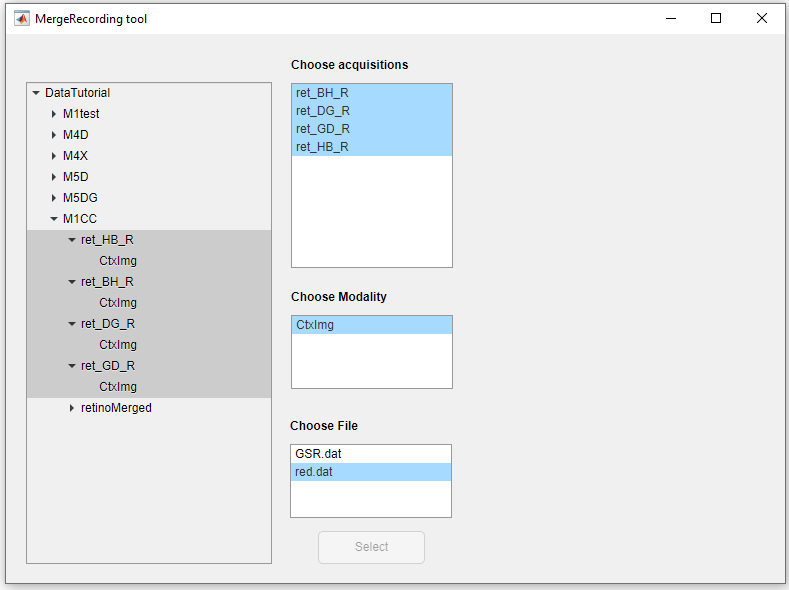 MergeRecording tool
DataTutorial
M1test
M4D
M4X
M5D
M5DG
M1CC
ret_HB_R
CtxImg
ret_BH_R
CtxImg
ret_DG_R
CtxImg
ret_GD_R
CtxImg
retinoMerged
Choose acquisitions
ret_BH_R
ret_DG_R
ret_GD_R
ret_HB_R
Choose Modality
CtxImg
Choose File
GSR.dat
red.dat
Select